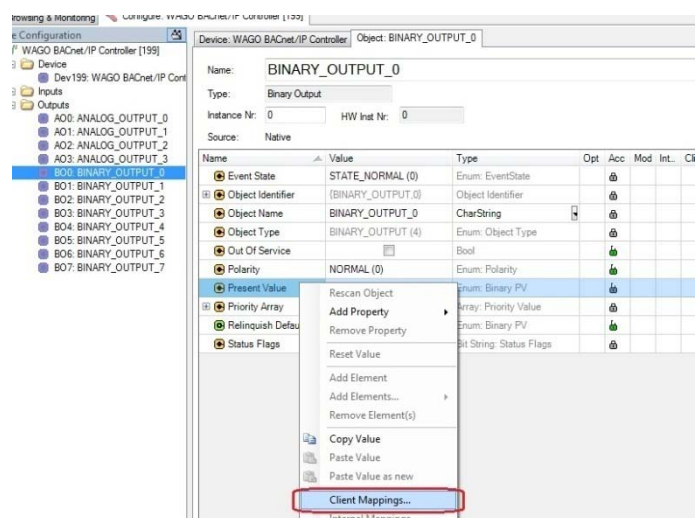 Browsing & Monitoring Configure: WAGO BACnet/IP Controller [199]
Configuration
WAGO BACnet/IP Controller [199]
Device
Dev199: WAGO BACnet/IP Cont
Inputs
Outputs
AO0: ANALOG_OUTPUT_0
AO1: ANALOG_OUTPUT_1
AO2: ANALOG_OUTPUT_2
AO3: ANALOG_OUTPUT_3
BO0: BINARY_OUTPUT_0
BO1: BINARY_OUTPUT_1
BO2: BINARY_OUTPUT_2
BO3: BINARY_OUTPUT_3
BO4: BINARY_OUTPUT_4
BO5: BINARY_OUTPUT_5
BO6: BINARY_OUTPUT_6
BO7: BINARY_OUTPUT_7
Device: WAGO BACnet/IP Controller Object: BINARY_OUTPUT_0
Name: BINARY_OUTPUT_0
Type: Binary Output
Instance Nr: 0 HW Inst Nr: 0
Source: Native
Name Value Type Opt Acc Mod Int..
Event State STATE_NORMAL (0) Enum: EventState
Object Identifier {BINARY_OUTPUT,0} Object Identifier
Object Name BINARY_OUTPUT_0 CharString
Object Type BINARY_OUTPUT (4) Enum: Object Type
Out Of Service Bool
Polarity NORMAL (0) Enum: Polarity
Present Value Enum: Binary PV
Priority Array Array: Priority Value
Relinquish Defau Enum: Binary PV
Status Flags Bit String: Status Flags
Rescan Object
Add Property
Remove Property
Reset Value
Add Element
Add Elements...
Remove Element(s)
Copy Value
Paste Value
Paste Value as new
Client Mappings...